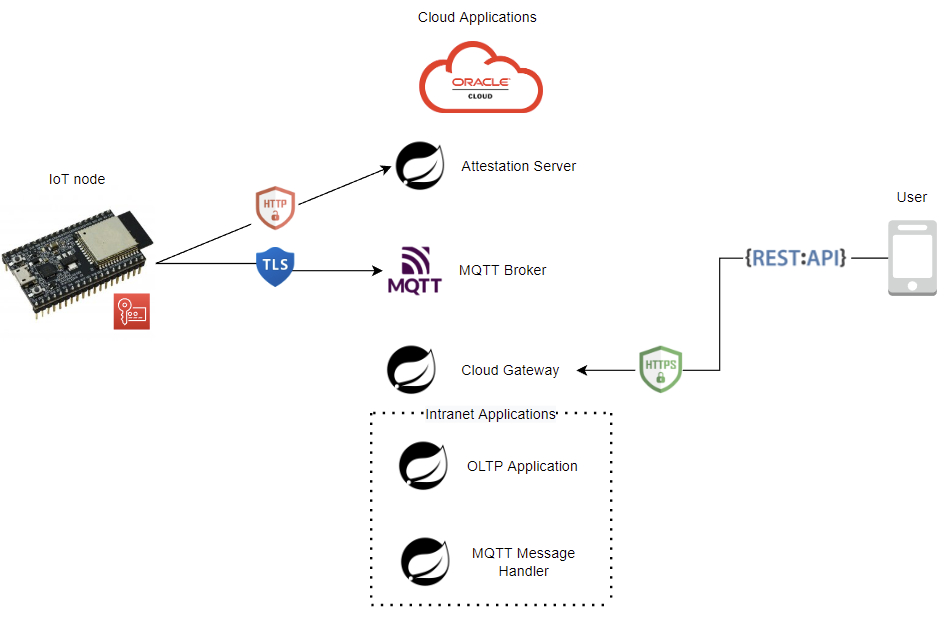 Cloud Applications
ORACLE
CLOUD
Attestation Server
IoT node
User
HTTP
TLS
MQTT
MQTT Broker
{REST:API}
HTTPS
Cloud Gateway
Intranet Applications
OLTP Application
MQTT Message
Handler